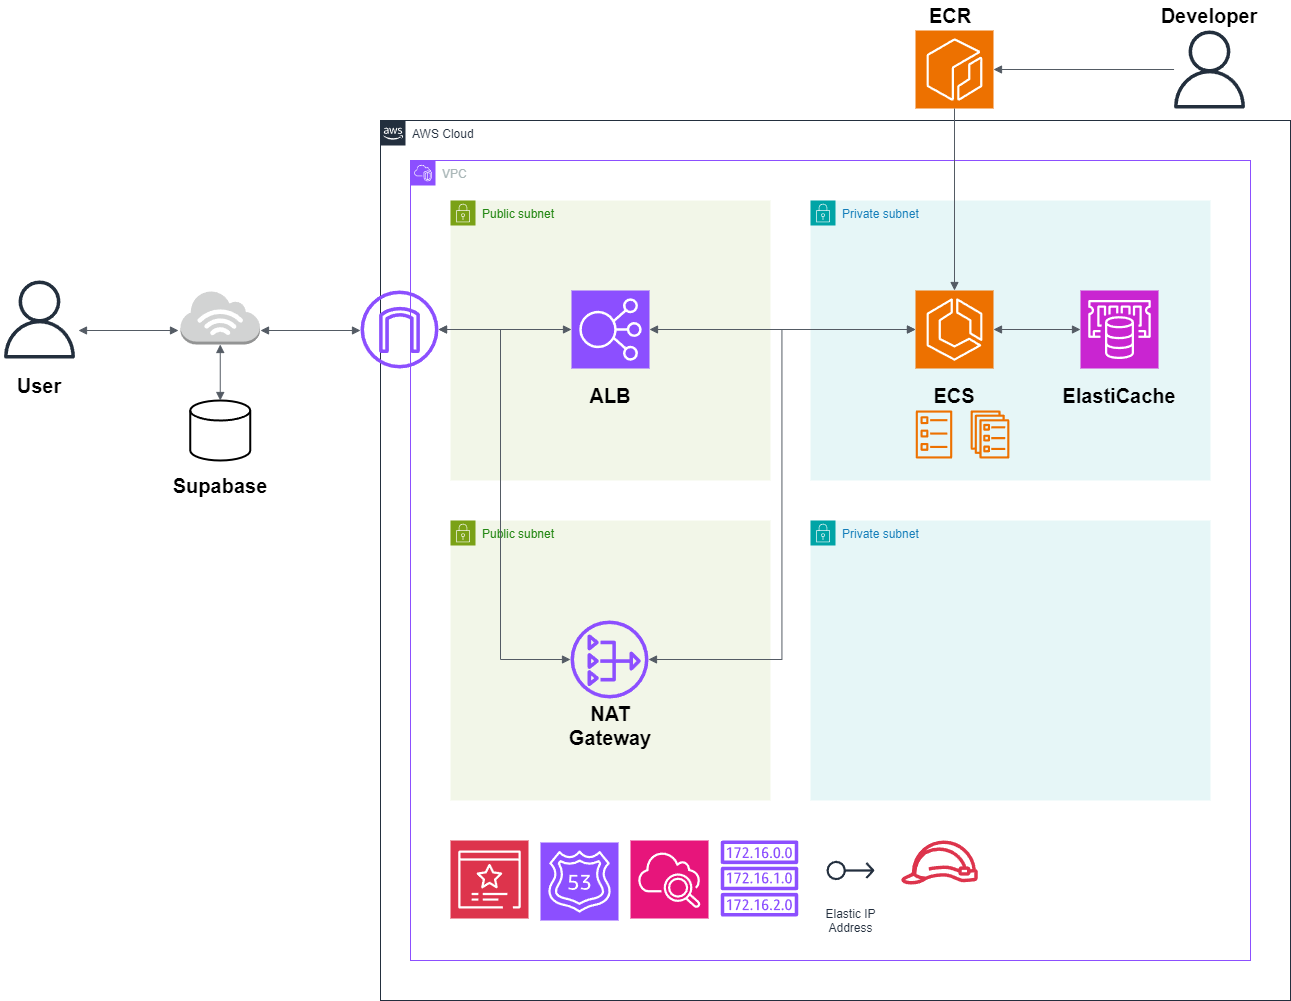 ECR
Developer
aws
AWS Cloud
VPC
Public subnet
Private subnet
User
ALB
ECS
ElastiCache
Supabase
Public subnet
Private subnet
NAT
Gateway
53
172.16.0.0
172.16.1.0
172.16.2.0
Elastic IP
Address